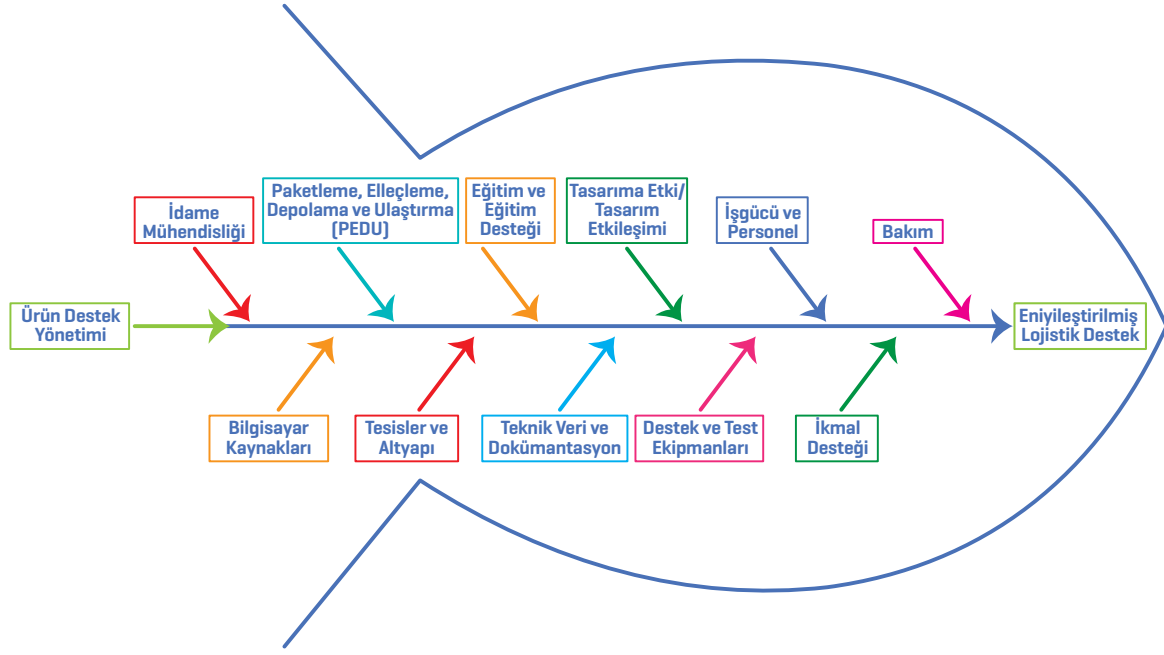 İdame
Mühendisliği
Paketleme, Elleçleme,
Depolama ve Ulaştırma
(PEDU)
Eğitim ve
Eğitim
Desteği
Tasarıma Etki/
Tasarım
Etkileşimi
İşgücü ve
Personel
Bakım
Ürün Destek
Yönetimi
Eniyileştirilmiş
Lojistik Destek
Bilgisayar
Kaynakları
Tesisler ve
Altyapı
Teknik Veri ve
Dokümantasyon
Destek ve Test
Ekipmanları
İkmal
Desteği